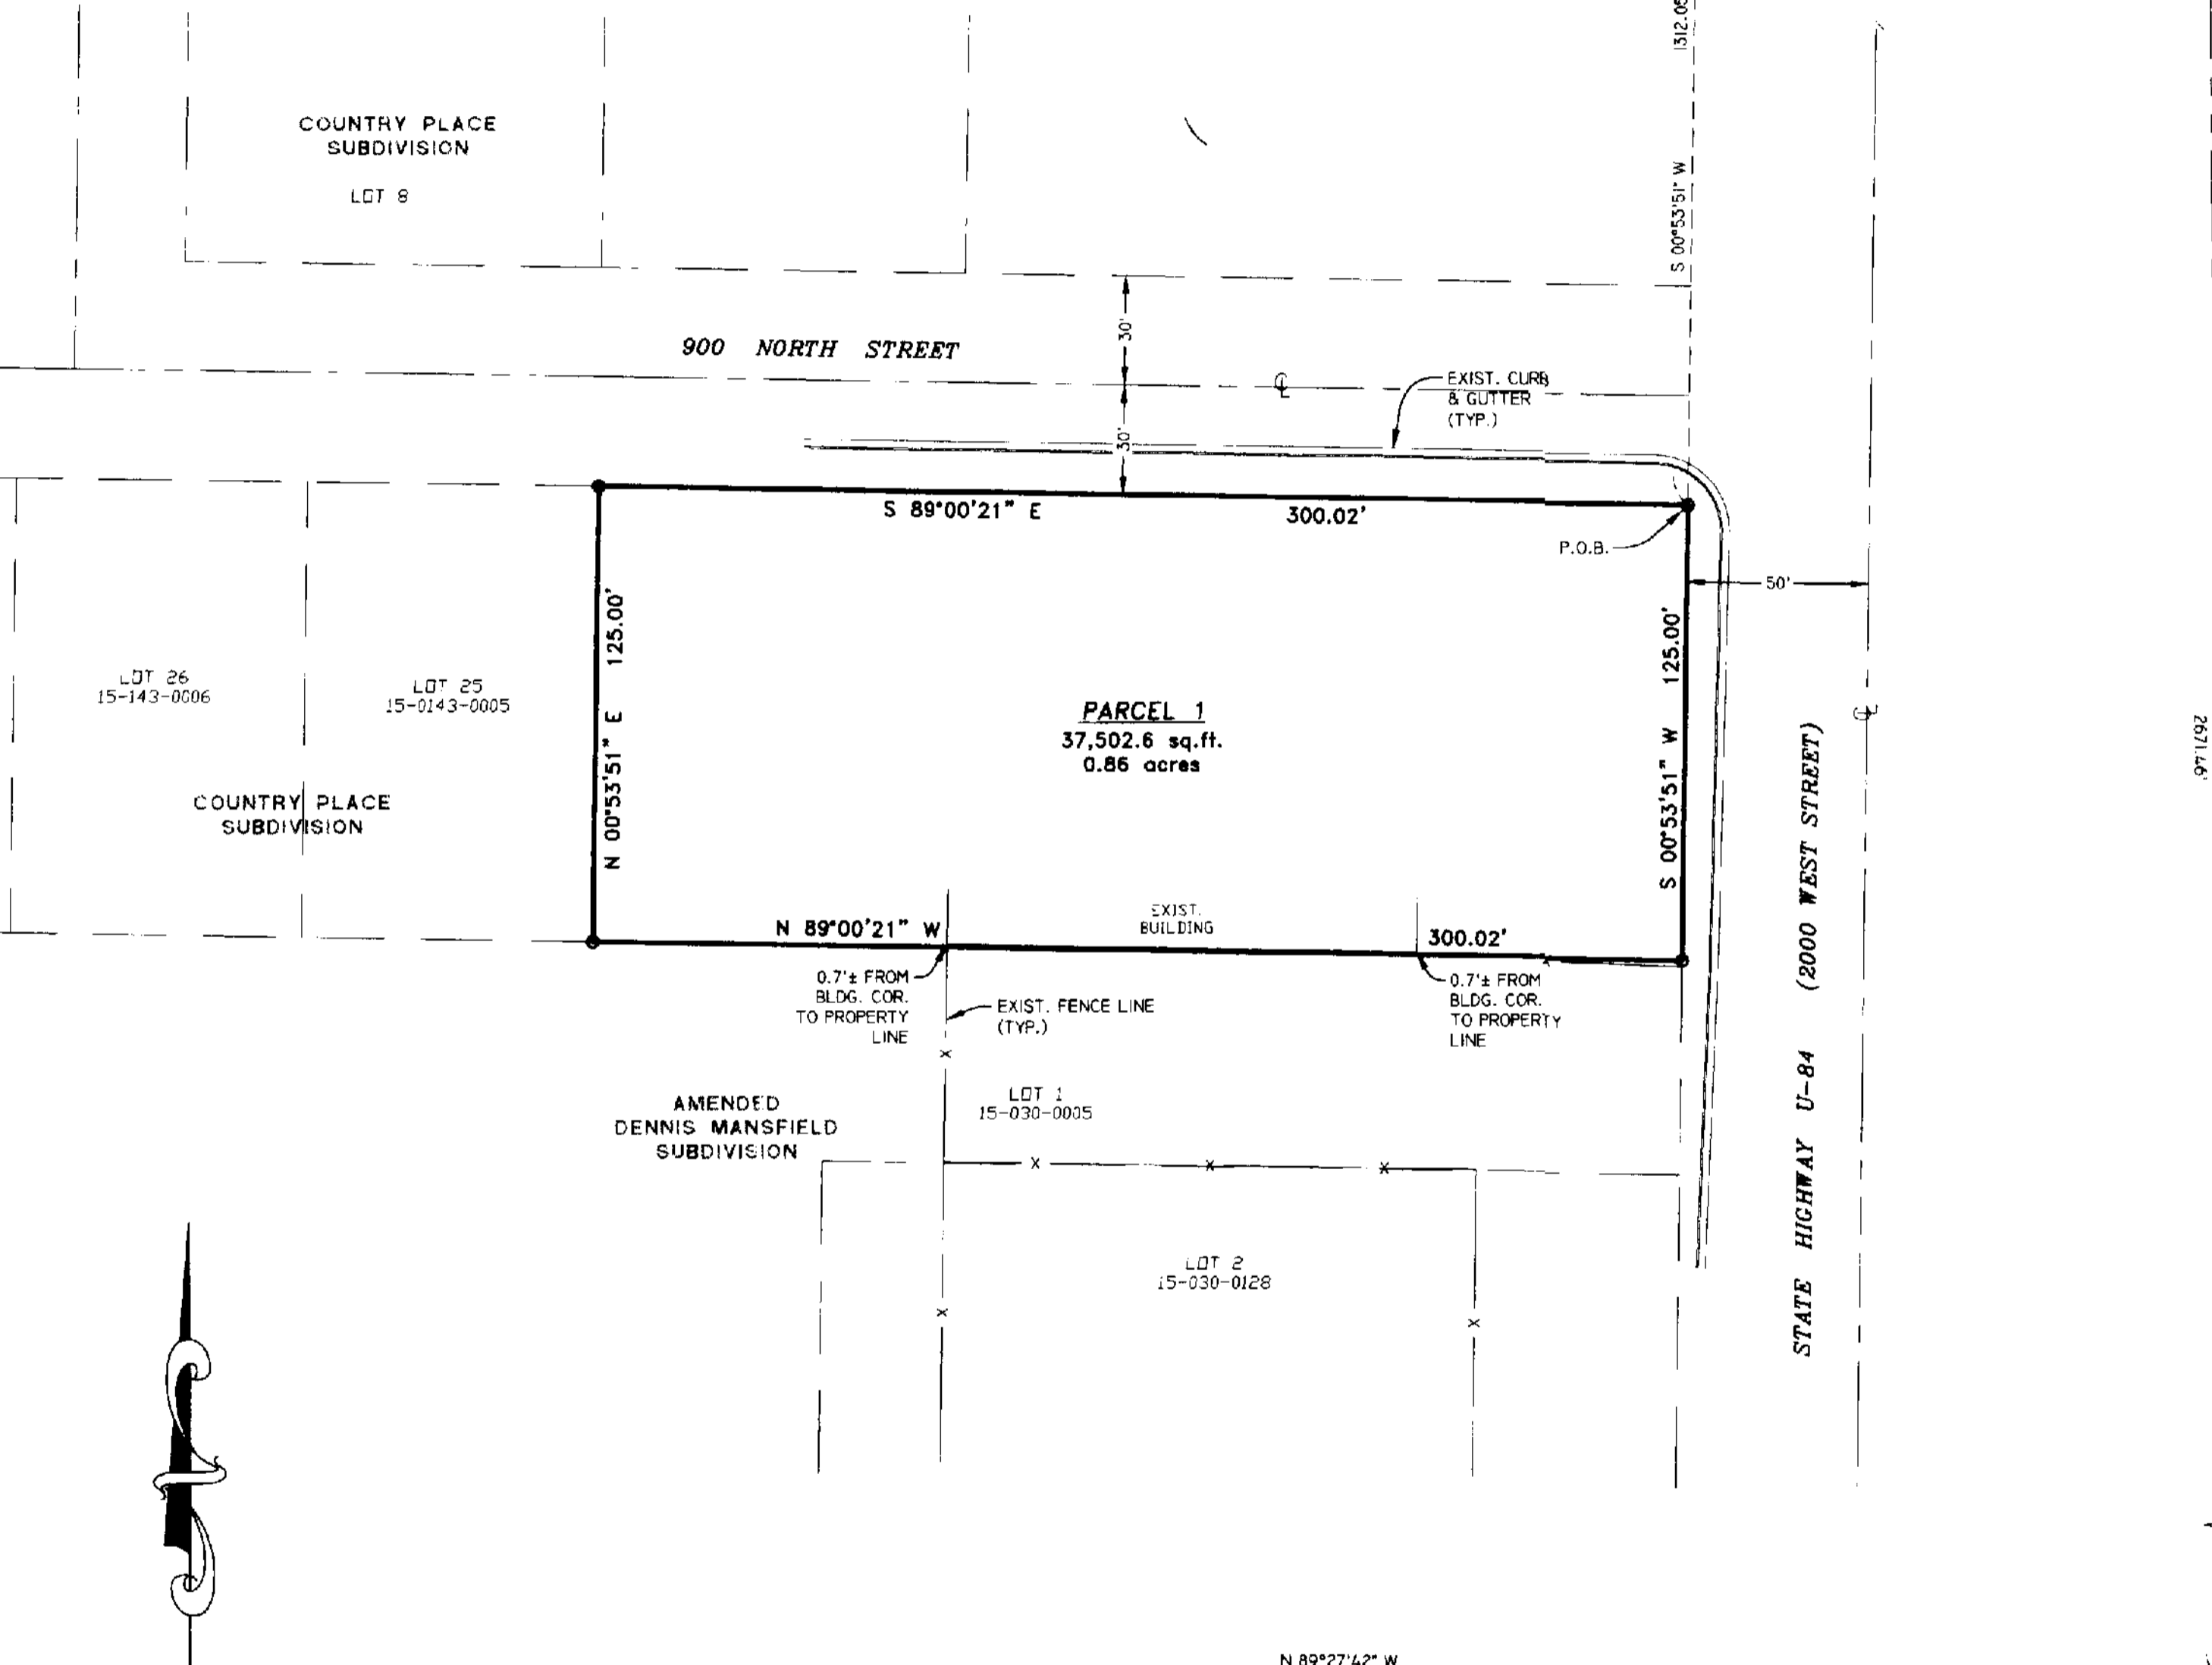 1312.05
S 00°53'51" W
COUNTRY PLACE
SUBDIVISION
LOT 8
900 NORTH STREET
30'
30'
EXIST. CURB
& GUTTER
(TYP.)
S 89°00'21" E 300.02'
P.O.B.
50'
N 00°53'51" E 125.00'
S 00°53'51" W 125.00'
LOT 26
15-143-0006
LOT 25
15-0143-0005
COUNTRY PLACE
SUBDIVISION
PARCEL 1
37,502.6 sq.ft.
0.86 acres
EXIST.
BUILDING
N 89°00'21" W 300.02'
0.7'± FROM
BLDG. COR.
TO PROPERTY
LINE
EXIST. FENCE LINE
(TYP.)
0.7'± FROM
BLDG. COR.
TO PROPERTY
LINE
STATE HIGHWAY U-84 (2000 WEST STREET)
2671.46'
AMENDED
DENNIS MANSFIELD
SUBDIVISION
LOT 1
15-030-0005
LOT 2
15-030-0128
N 89°27'42" W